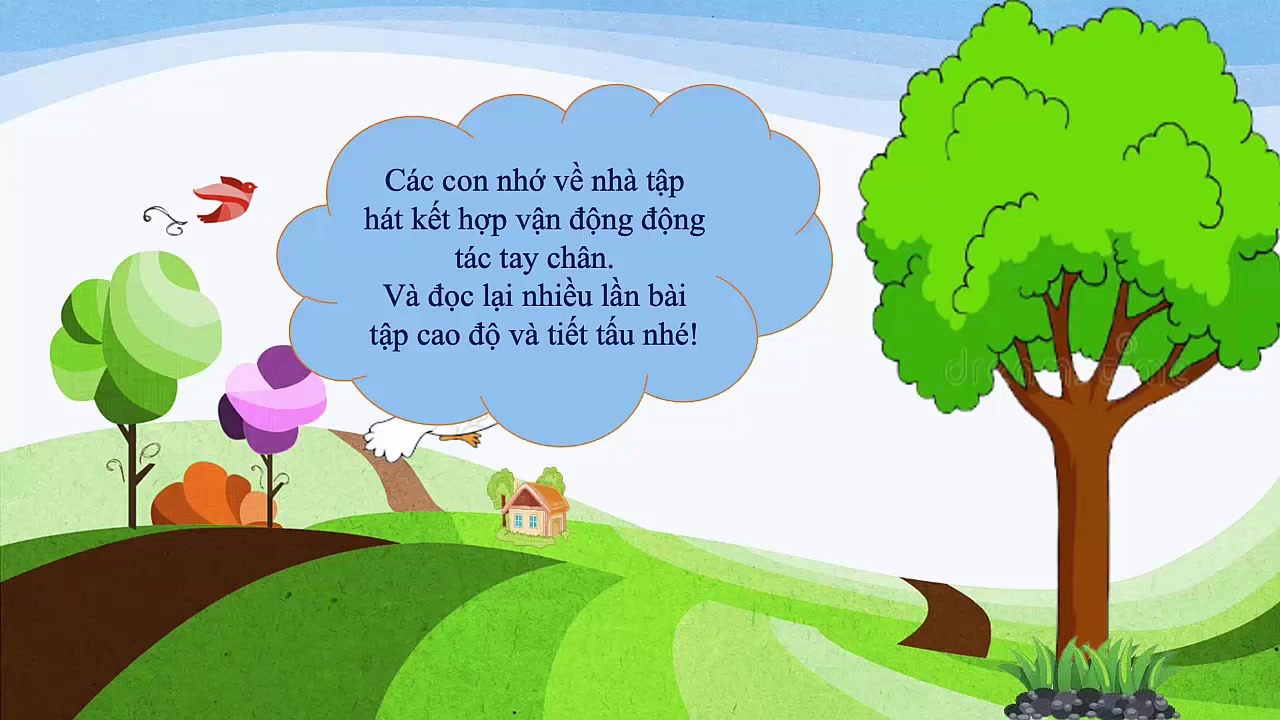 Các con nhớ về nhà tập
hát kết hợp vận động động
tác tay chân.
Và đọc lại nhiều lần bài
tập cao độ và tiết tấu nhé!
dreamstime